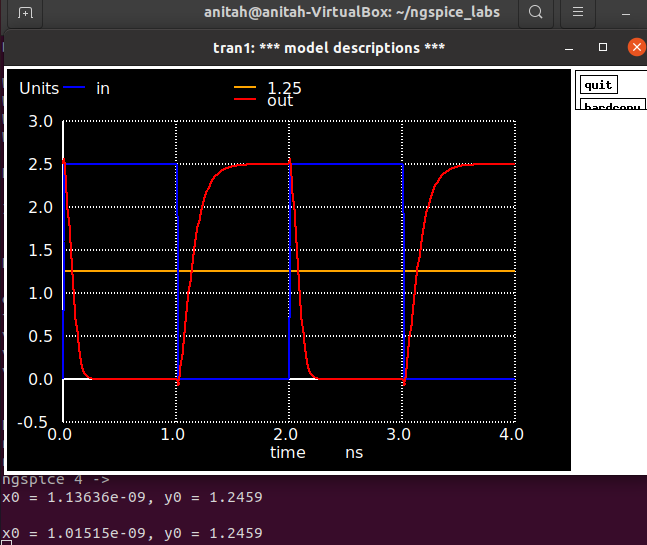 anitah@anitah-VirtualBox: ~/ngspice_labs
tran1: *** model descriptions ***
Units in 1.25
out
quit
hardcopy
3.0
2.5
2.0
1.5
1.0
0.5
0.0
-0.5
0.0 1.0 2.0 3.0 4.0
time ns
ngspice 4 ->
x0 = 1.13636e-09, y0 = 1.2459
x0 = 1.01515e-09, y0 = 1.2459